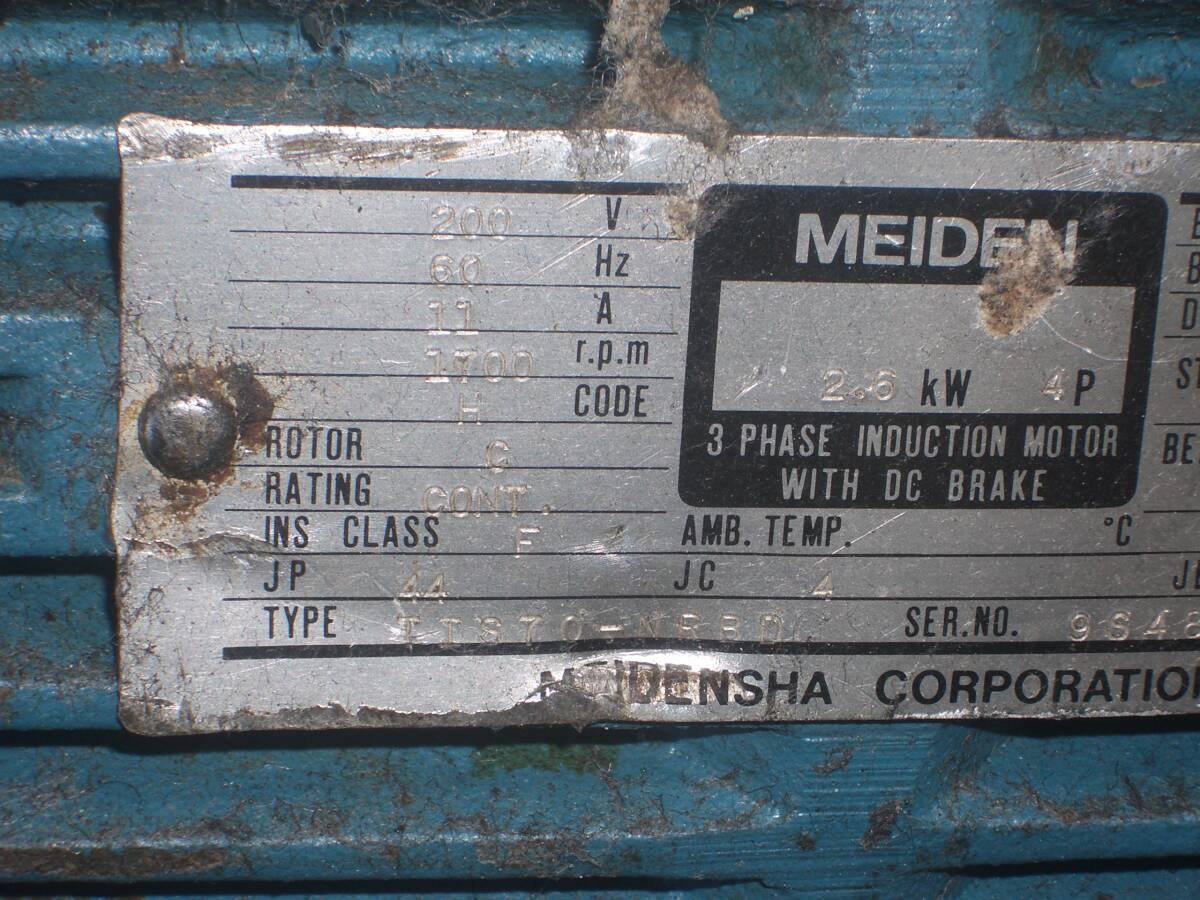 200 V
60 Hz
11 A
1700 r.p.m
H CODE
ROTOR C
RATING CONT.
INS CLASS F
JP 44 JC 4
TYPE
MEIDEN
2.6 kW 4P
3 PHASE INDUCTION MOTOR
WITH DC BRAKE
AMB. TEMP. °C
SER.NO.
MEIDENSHA CORPORATION